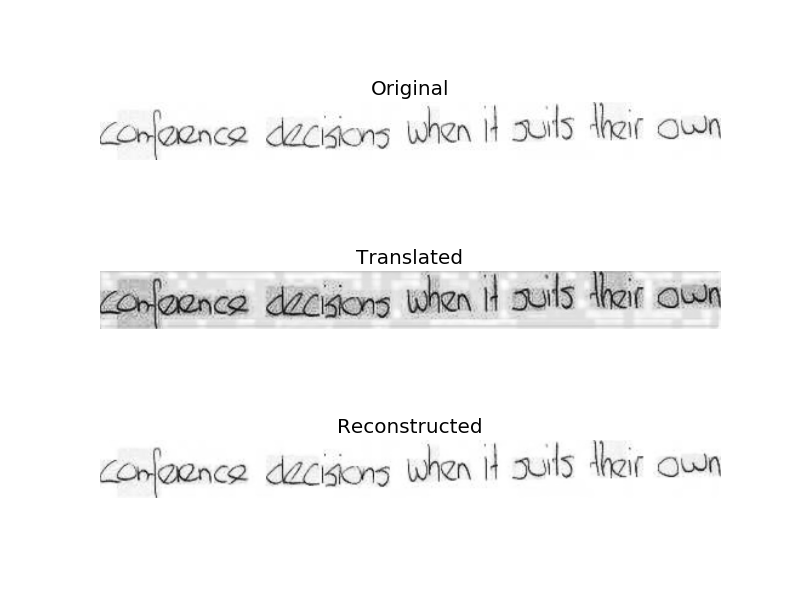 Original
conference decisions when it suits their own
Translated
conference decisions when it suits their own
Reconstructed
conference decisions when it suits their own